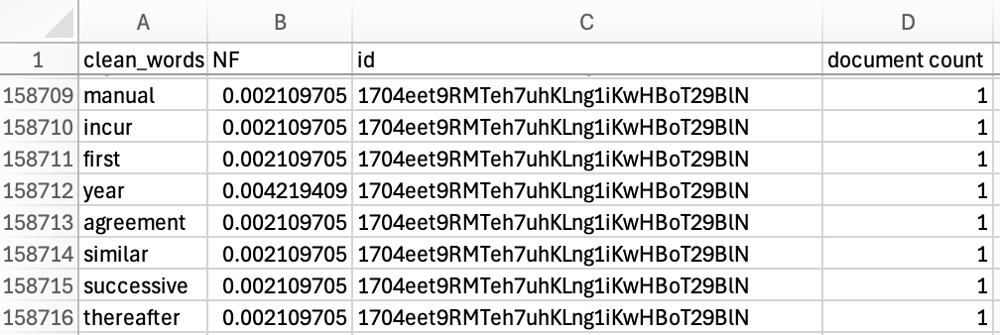 A B C D
1 clean_words NF id document count
158709 manual 0.002109705 1704eet9RMTeh7uhKLng1iKwHBoT29BlN 1
158710 incur 0.002109705 1704eet9RMTeh7uhKLng1iKwHBoT29BlN 1
158711 first 0.002109705 1704eet9RMTeh7uhKLng1iKwHBoT29BlN 1
158712 year 0.004219409 1704eet9RMTeh7uhKLng1iKwHBoT29BlN 1
158713 agreement 0.002109705 1704eet9RMTeh7uhKLng1iKwHBoT29BlN 1
158714 similar 0.002109705 1704eet9RMTeh7uhKLng1iKwHBoT29BlN 1
158715 successive 0.002109705 1704eet9RMTeh7uhKLng1iKwHBoT29BlN 1
158716 thereafter 0.002109705 1704eet9RMTeh7uhKLng1iKwHBoT29BlN 1